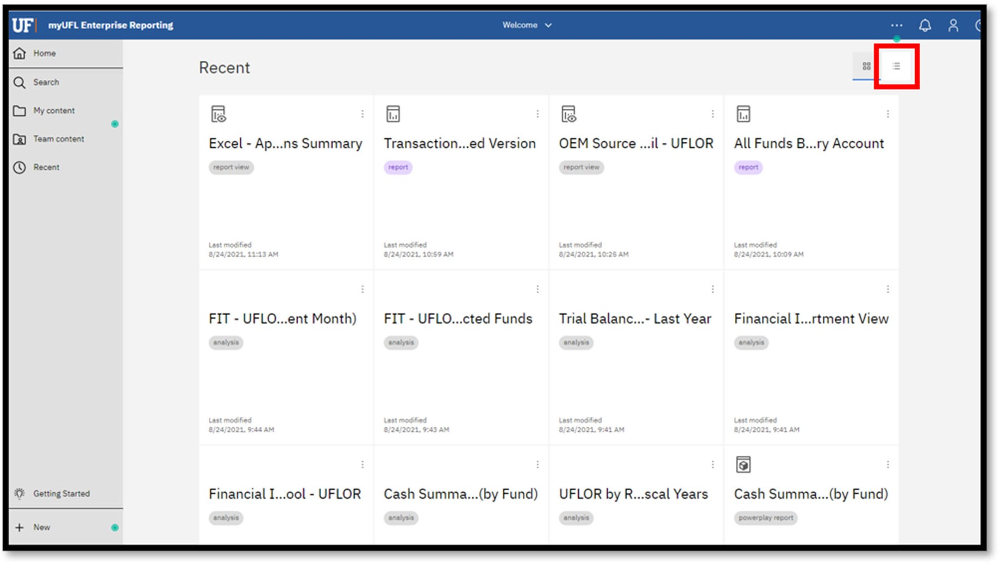 UF myUFL Enterprise Reporting
Welcome
Home
Search
My content
Team content
Recent
Getting Started
New
Recent
Excel - Ap...ns Summary
report view
Last modified
8/24/2021, 11:13 AM
Transaction...ed Version
report
Last modified
8/24/2021, 10:59 AM
OEM Source ...il - UFLOR
report view
Last modified
8/24/2021, 10:25 AM
All Funds B...ry Account
report
Last modified
8/24/2021, 10:09 AM
FIT - UFLO...ent Month)
analysis
Last modified
8/24/2021, 9:44 AM
FIT - UFLO...cted Funds
analysis
Last modified
8/24/2021, 9:43 AM
Trial Balanc...- Last Year
analysis
Last modified
8/24/2021, 9:41 AM
Financial I...rtment View
analysis
Last modified
8/24/2021, 9:41 AM
Financial I...ool - UFLOR
analysis
Cash Summa...(by Fund)
analysis
UFLOR by R...scal Years
analysis
Cash Summa...(by Fund)
powerplay report